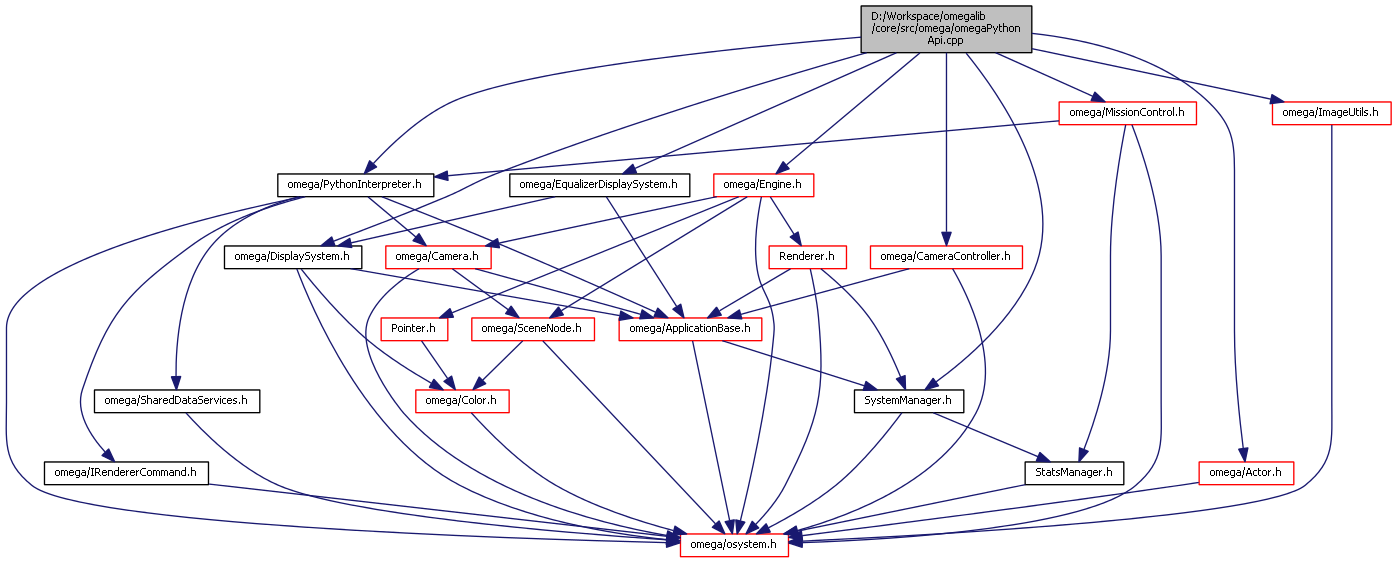 D:/Workspace/omegalib
/core/src/omega/omegaPython
Api.cpp
omega/MissionControl.h
omega/ImageUtils.h
omega/PythonInterpreter.h
omega/EqualizerDisplaySystem.h
omega/Engine.h
omega/DisplaySystem.h
omega/Camera.h
Renderer.h
omega/CameraController.h
Pointer.h
omega/SceneNode.h
omega/ApplicationBase.h
omega/SharedDataServices.h
omega/Color.h
SystemManager.h
omega/IRendererCommand.h
StatsManager.h
omega/Actor.h
omega/osystem.h